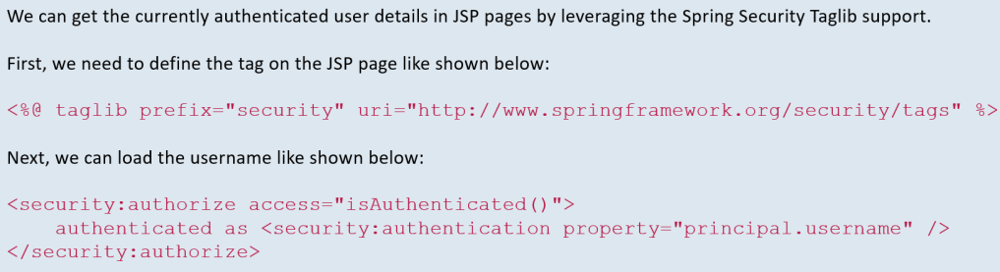 We can get the currently authenticated user details in JSP pages by leveraging the Spring Security Taglib support.
First, we need to define the tag on the JSP page like shown below:
<%@ taglib prefix="security" uri="http://www.springframework.org/security/tags" %>
Next, we can load the username like shown below:
<security:authorize access="isAuthenticated()">
    authenticated as <security:authentication property="principal.username" />
</security:authorize>